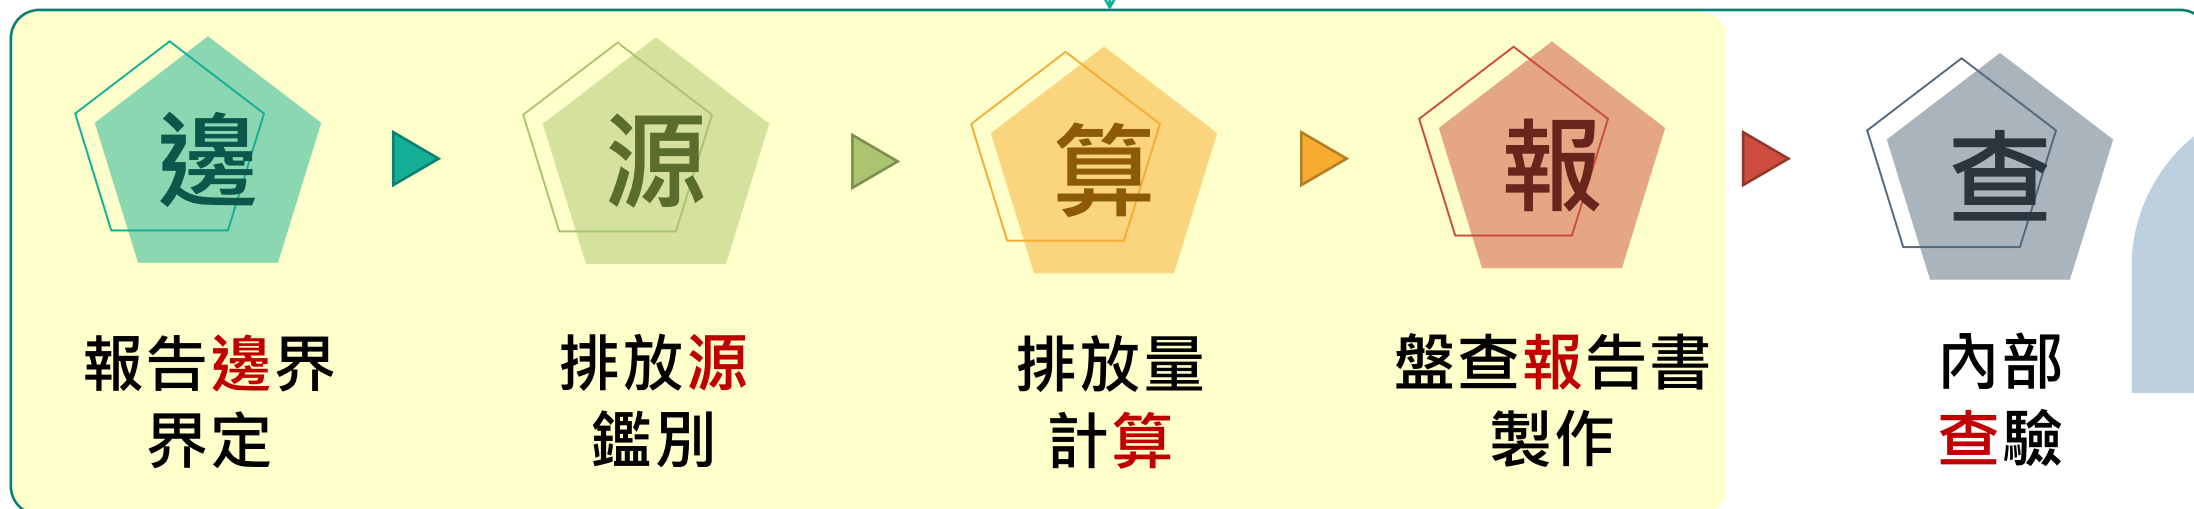 邊
源
算
報
查
報告邊界
界定
排放源
鑑別
排放量
計算
盤查報告書
製作
內部
查驗